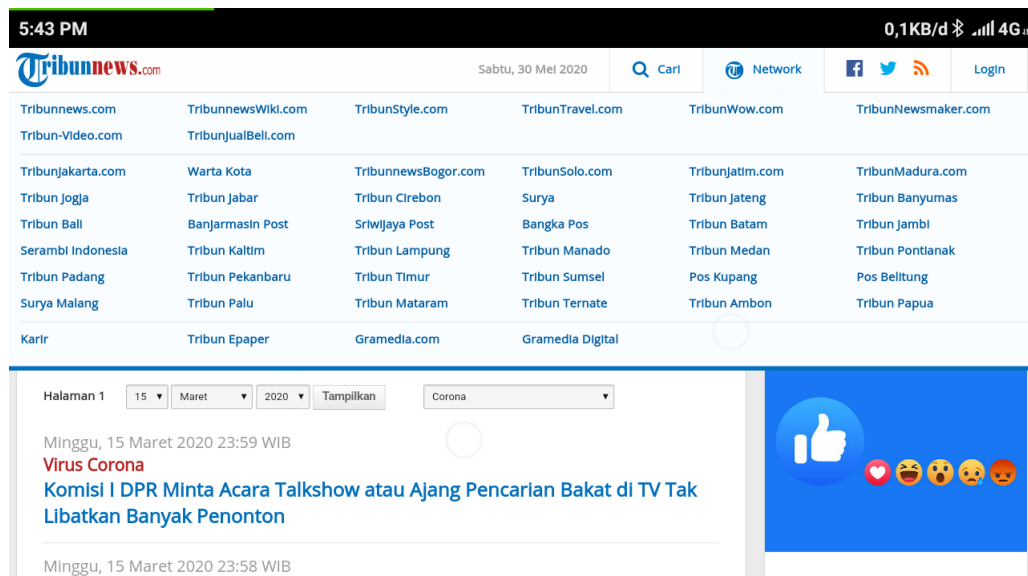 5:43 PM 0,1KB/d 4G
Tribunnews.com Sabtu, 30 Mei 2020 Cari Network Login
Tribunnews.com TribunnewsWiki.com TribunStyle.com TribunTravel.com TribunWow.com TribunNewsmaker.com
Tribun-Video.com TribunJualBeli.com
TribunJakarta.com Warta Kota TribunnewsBogor.com TribunSolo.com TribunJatim.com TribunMadura.com
Tribun Jogja Tribun Jabar Tribun Cirebon Surya Tribun Jateng Tribun Banyumas
Tribun Bali Banjarmasin Post Sriwijaya Post Bangka Pos Tribun Batam Tribun Jambi
Serambi Indonesia Tribun Kaltim Tribun Lampung Tribun Manado Tribun Medan Tribun Pontianak
Tribun Padang Tribun Pekanbaru Tribun Timur Tribun Sumsel Pos Kupang Pos Belitung
Surya Malang Tribun Palu Tribun Mataram Tribun Ternate Tribun Ambon Tribun Papua
Karir Tribun Epaper Gramedia.com Gramedia Digital
Halaman 1 15 Maret 2020 Tampilkan Corona
Minggu, 15 Maret 2020 23:59 WIB
Virus Corona
Komisi I DPR Minta Acara Talkshow atau Ajang Pencarian Bakat di TV Tak
Libatkan Banyak Penonton
Minggu, 15 Maret 2020 23:58 WIB